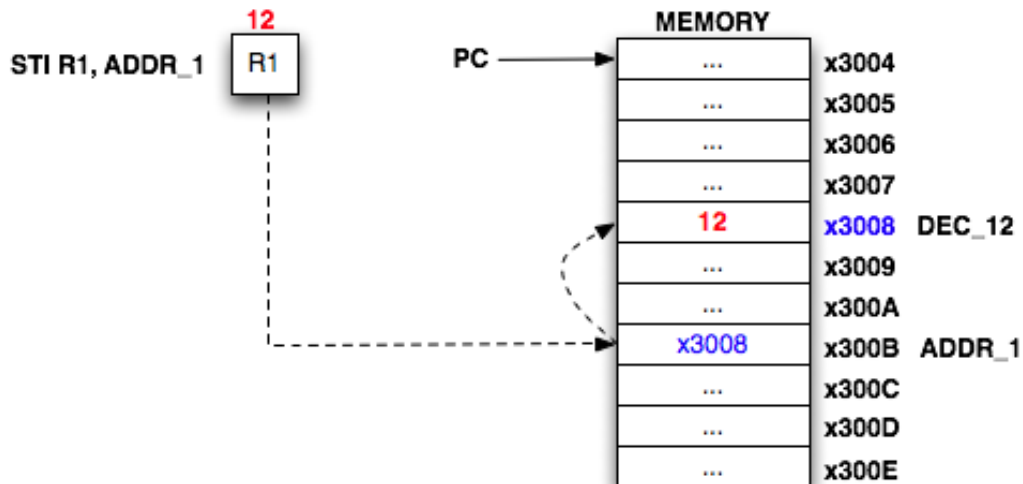 12
STI R1, ADDR_1
R1
MEMORY
PC
... x3004
... x3005
... x3006
... x3007
12 x3008 DEC_12
... x3009
... x300A
x3008 x300B ADDR_1
... x300C
... x300D
... x300E